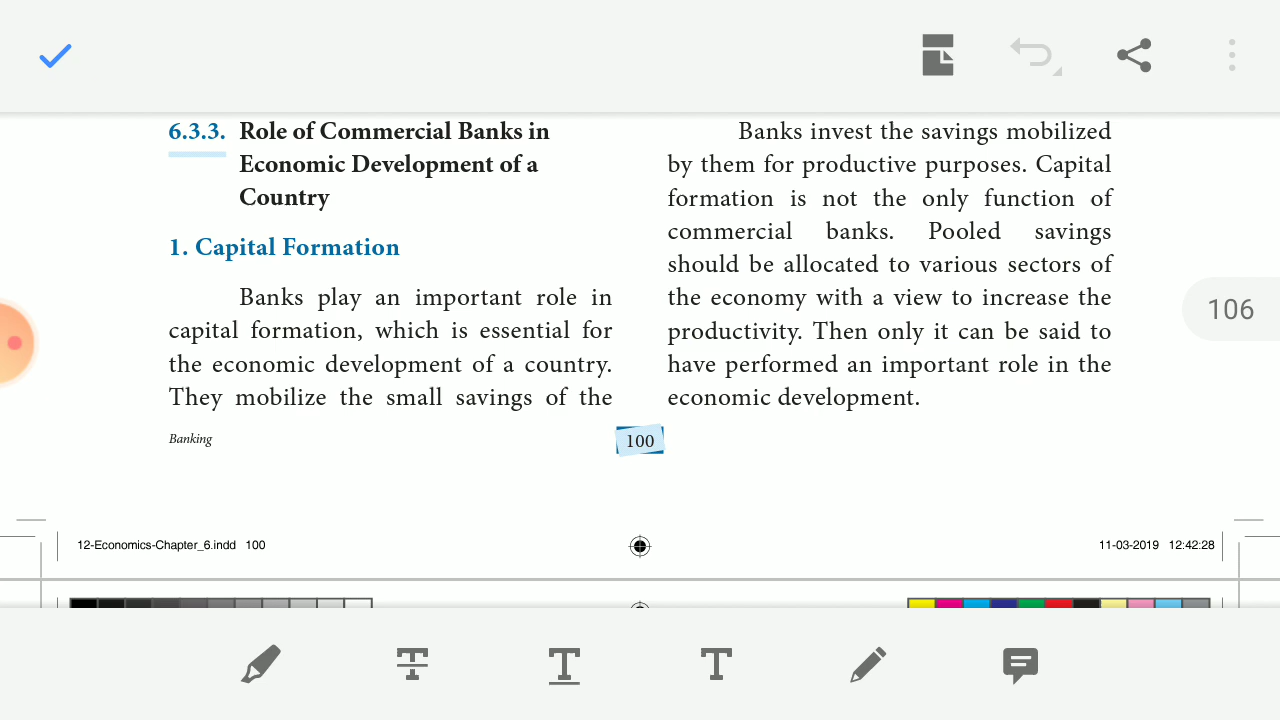 6.3.3. Role of Commercial Banks in
Economic Development of a
Country
1. Capital Formation
Banks play an important role in
capital formation, which is essential for
the economic development of a country.
They mobilize the small savings of the
Banks invest the savings mobilized
by them for productive purposes. Capital
formation is not the only function of
commercial banks. Pooled savings
should be allocated to various sectors of
the economy with a view to increase the
productivity. Then only it can be said to
have performed an important role in the
economic development.
106
Banking
100
12-Economics-Chapter_6.indd 100
11-03-2019 12:42:28
T
T
T